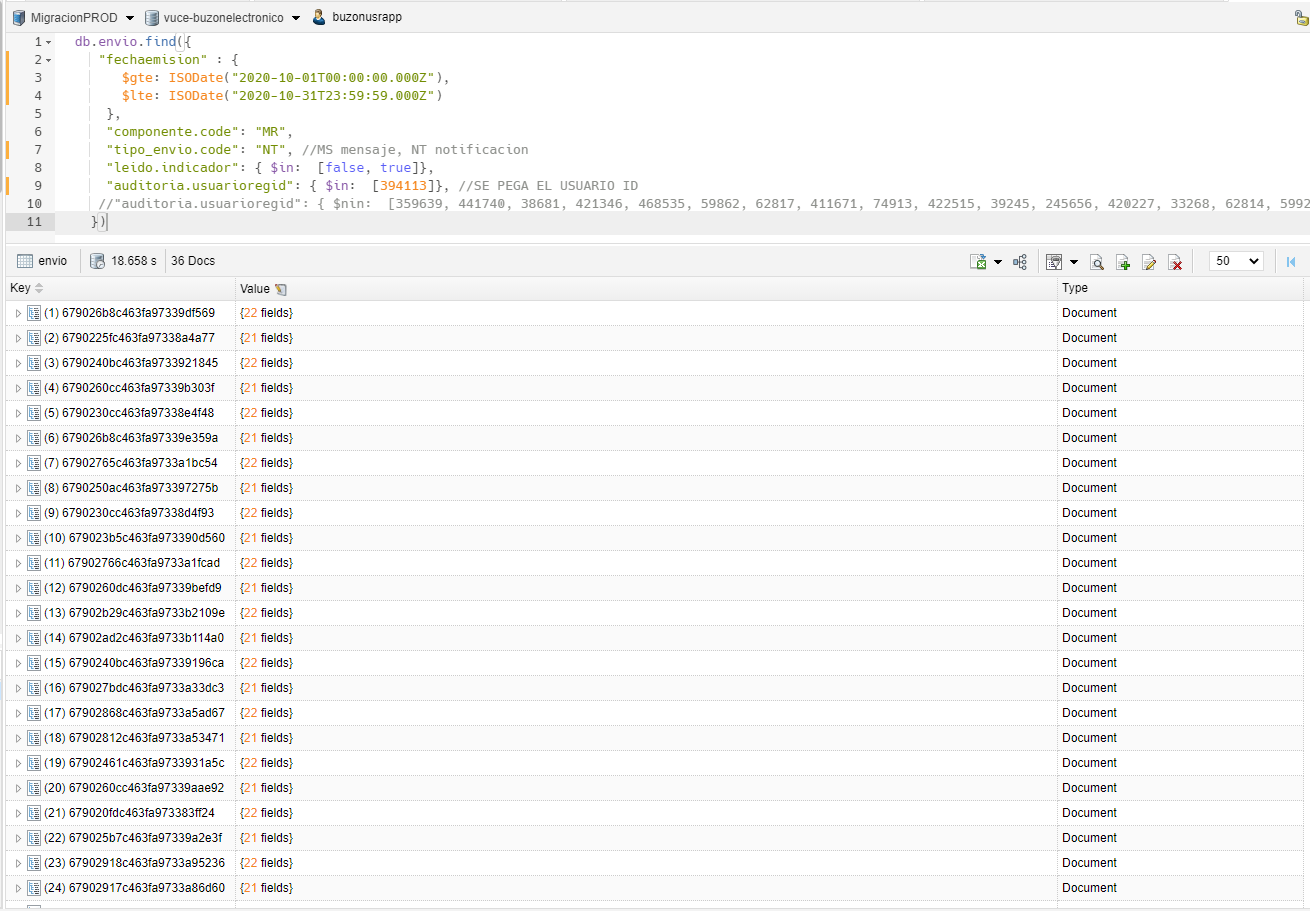 MigracionPROD vuce-buzonelectronico buzonusrapp
1 db.envio.find({
2 "fechaemision" : {
3 $gte: ISODate("2020-10-01T00:00:00.000Z"),
4 $lte: ISODate("2020-10-31T23:59:59.000Z")
5 },
6 "componente.code": "MR",
7 "tipo_envio.code": "NT", //MS mensaje, NT notificacion
8 "leido.indicador": { $in: [false, true]},
9 "auditoria.usuarioregid": { $in: [394113]}, //SE PEGA EL USUARIO ID
10 //"auditoria.usuarioregid": { $nin: [359639, 441740, 38681, 421346, 468535, 59862, 62817, 411671, 74913, 422515, 39245, 245656, 420227, 33268, 62814, 5992
11 })
envio 18.658 s 36 Docs 50
Key Value Type
(1) 679026b8c463fa97339df569 {22 fields} Document
(2) 6790225fc463fa97338a4a77 {21 fields} Document
(3) 6790240bc463fa9733921845 {22 fields} Document
(4) 6790260cc463fa97339b303f {21 fields} Document
(5) 6790230cc463fa97338e4f48 {22 fields} Document
(6) 679026b8c463fa97339e359a {21 fields} Document
(7) 67902765c463fa9733a1bc54 {22 fields} Document
(8) 6790250ac463fa973397275b {21 fields} Document
(9) 6790230cc463fa97338d4f93 {22 fields} Document
(10) 679023b5c463fa973390d560 {21 fields} Document
(11) 67902766c463fa9733a1fcad {22 fields} Document
(12) 6790260dc463fa97339befd9 {21 fields} Document
(13) 67902b29c463fa9733b2109e {22 fields} Document
(14) 67902ad2c463fa9733b114a0 {21 fields} Document
(15) 6790240bc463fa97339196ca {22 fields} Document
(16) 679027bdc463fa9733a33dc3 {21 fields} Document
(17) 67902868c463fa9733a5ad67 {22 fields} Document
(18) 67902812c463fa9733a53471 {21 fields} Document
(19) 67902461c463fa9733931a5c {22 fields} Document
(20) 6790260cc463fa97339aae92 {21 fields} Document
(21) 679020fdc463fa973383ff24 {22 fields} Document
(22) 679025b7c463fa97339a2e3f {21 fields} Document
(23) 67902918c463fa9733a95236 {22 fields} Document
(24) 67902917c463fa9733a86d60 {21 fields} Document